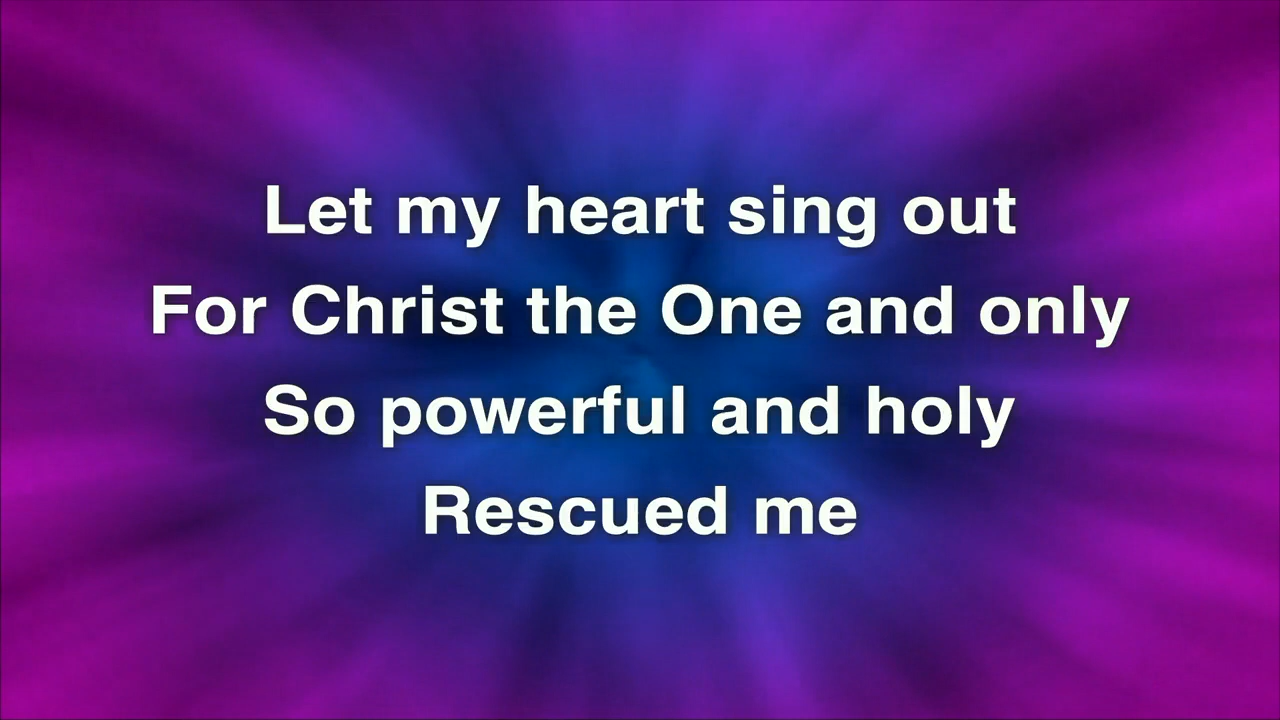 Let my heart sing out
For Christ the One and only
So powerful and holy
Rescued me